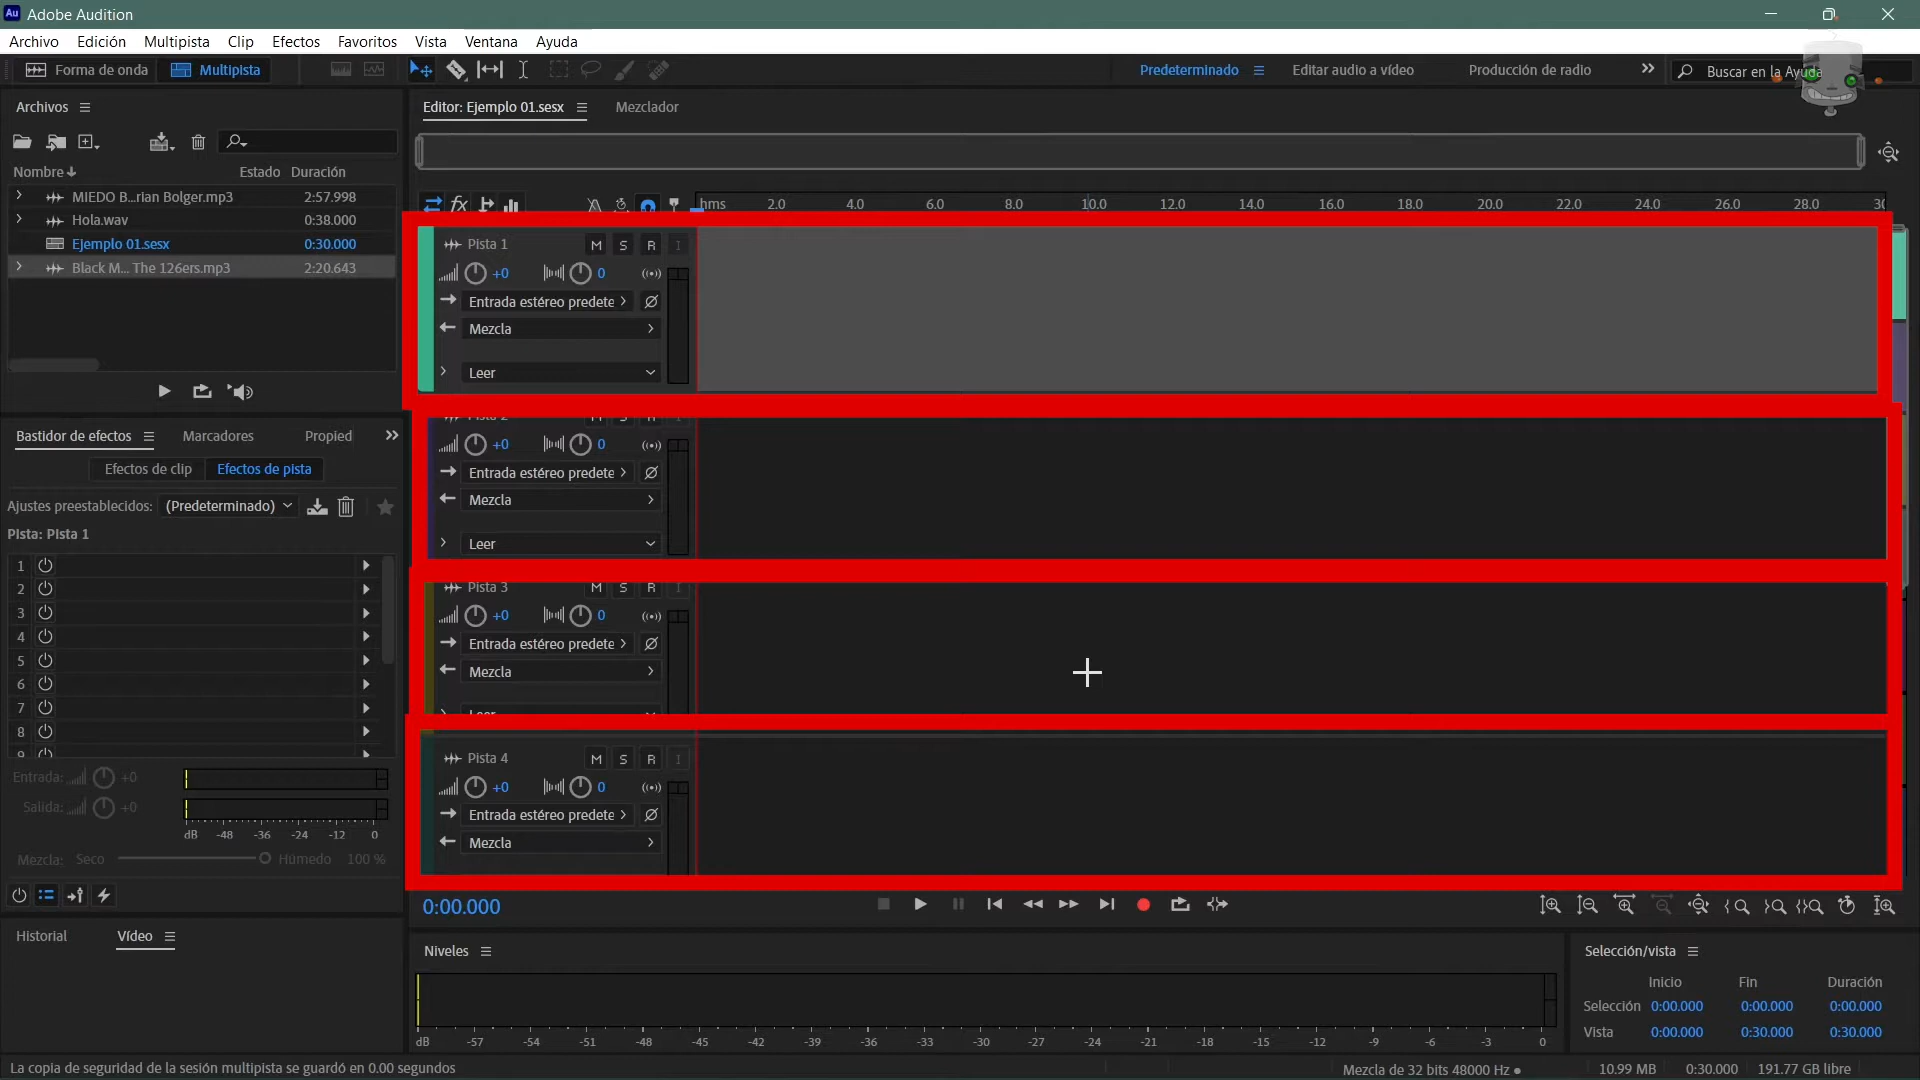 Au Adobe Audition
Archivo Edición Multipista Clip Efectos Favoritos Vista Ventana Ayuda
Forma de onda Multipista Predeterminado Editar audio a vídeo Producción de radio » Buscar en la Ayuda
Archivos Editor: Ejemplo 01.sesx Mezclador
Nombre Estado Duración
MIEDO B...rian Bolger.mp3 2:57.998
Hola.wav 0:38.000
Ejemplo 01.sesx 0:30.000
Black M... The 126ers.mp3 2:20.643
fx
hms 2.0 4.0 6.0 8.0 10.0 12.0 14.0 16.0 18.0 20.0 22.0 24.0 26.0 28.0
Pista 1 M S R I
+0 0
Entrada estéreo predete
Mezcla
Leer
Pista 2 M S R I
+0 0
Entrada estéreo predete
Mezcla
Leer
Pista 3 M S R I
+0 0
Entrada estéreo predete
Mezcla
Leer
Pista 4 M S R I
+0 0
Entrada estéreo predete
Mezcla
Bastidor de efectos Marcadores Propied »
Efectos de clip Efectos de pista
Ajustes preestablecidos: (Predeterminado)
Pista: Pista 1
1
2
3
4
5
6
7
8
9
Entrada: +0
Salida: +0
dB -48 -36 -24 -12 0
Mezcla: Seco Húmedo 100 %
0:00.000
Historial Vídeo
Niveles
dB -57 -54 -51 -48 -45 -42 -39 -36 -33 -30 -27 -24 -21 -18 -15 -12 -9 -6 -3 0
Selección/vista
Inicio Fin Duración
Selección 0:00.000 0:00.000 0:00.000
Vista 0:00.000 0:30.000 0:30.000
La copia de seguridad de la sesión multipista se guardó en 0.00 segundos
Mezcla de 32 bits 48000 Hz ● 10.99 MB 0:30.000 191.77 GB libre